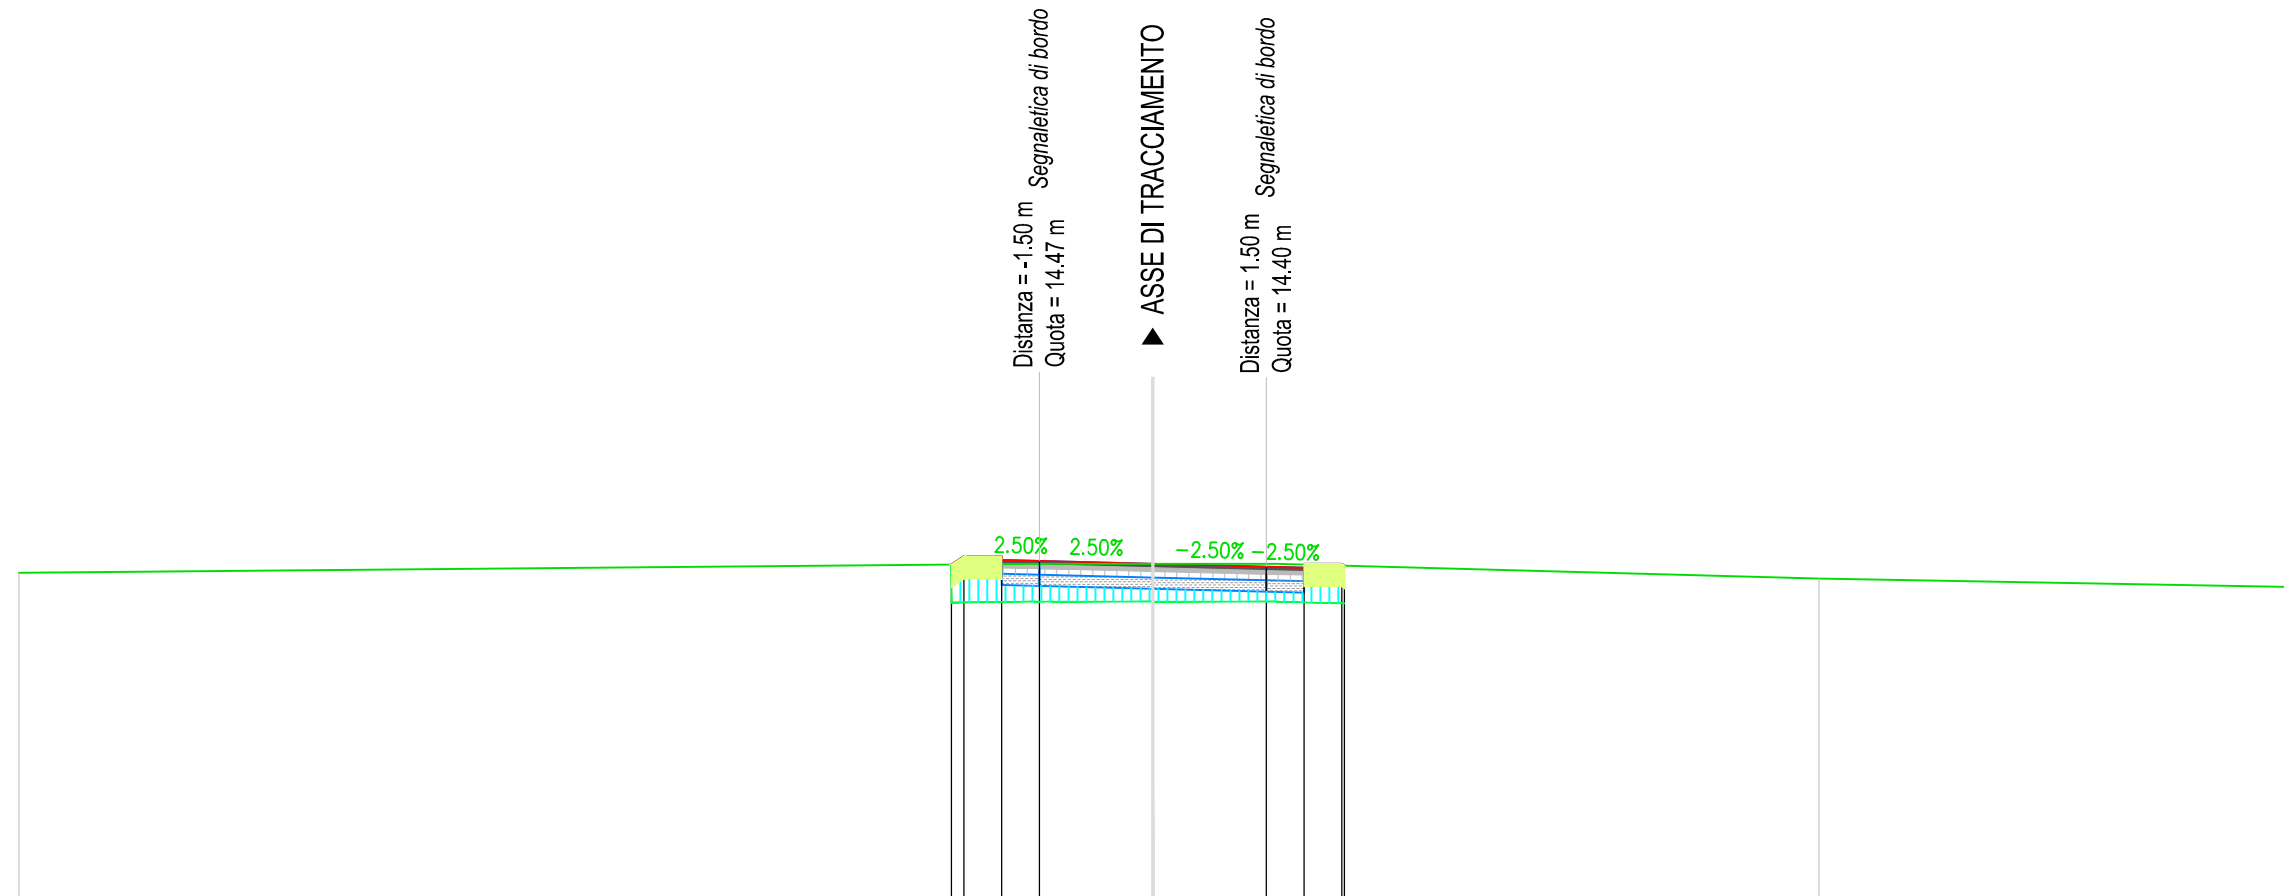 Segnaletica di bordo
Distanza = -1.50 m
Quota = 14.47 m
ASSE DI TRACCIAMENTO
Segnaletica di bordo
Distanza = 1.50 m
Quota = 14.40 m
2.50%
2.50%
-2.50%
-2.50%